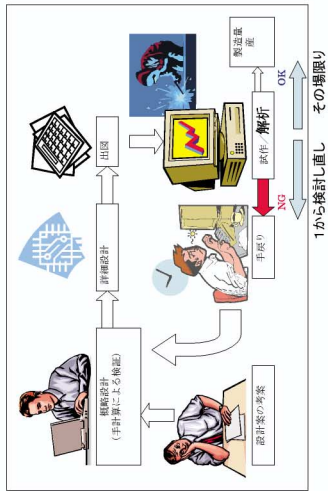 設計案の考案
概略設計
(手計算による検証)
詳細設計
出図
試作／解析
製造量
産
手戻り
NG
OK
1から検討し直し
その場限り